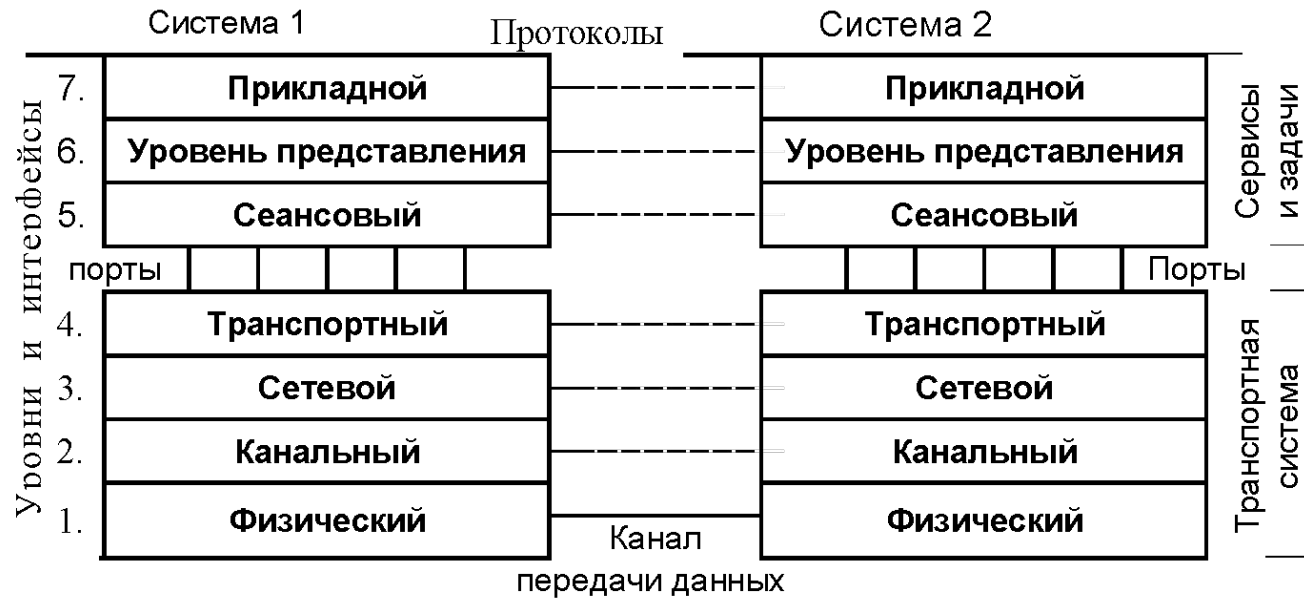 Система 1
Протоколы
Система 2
Уровни и интерфейсы
7.
Прикладной
Прикладной
6.
Уровень представления
Уровень представления
5.
Сеансовый
Сеансовый
Сервисы
и задачи
порты
Порты
4.
Транспортный
Транспортный
3.
Сетевой
Сетевой
2.
Канальный
Канальный
1.
Физический
Физический
Транспортная
система
Канал
передачи данных